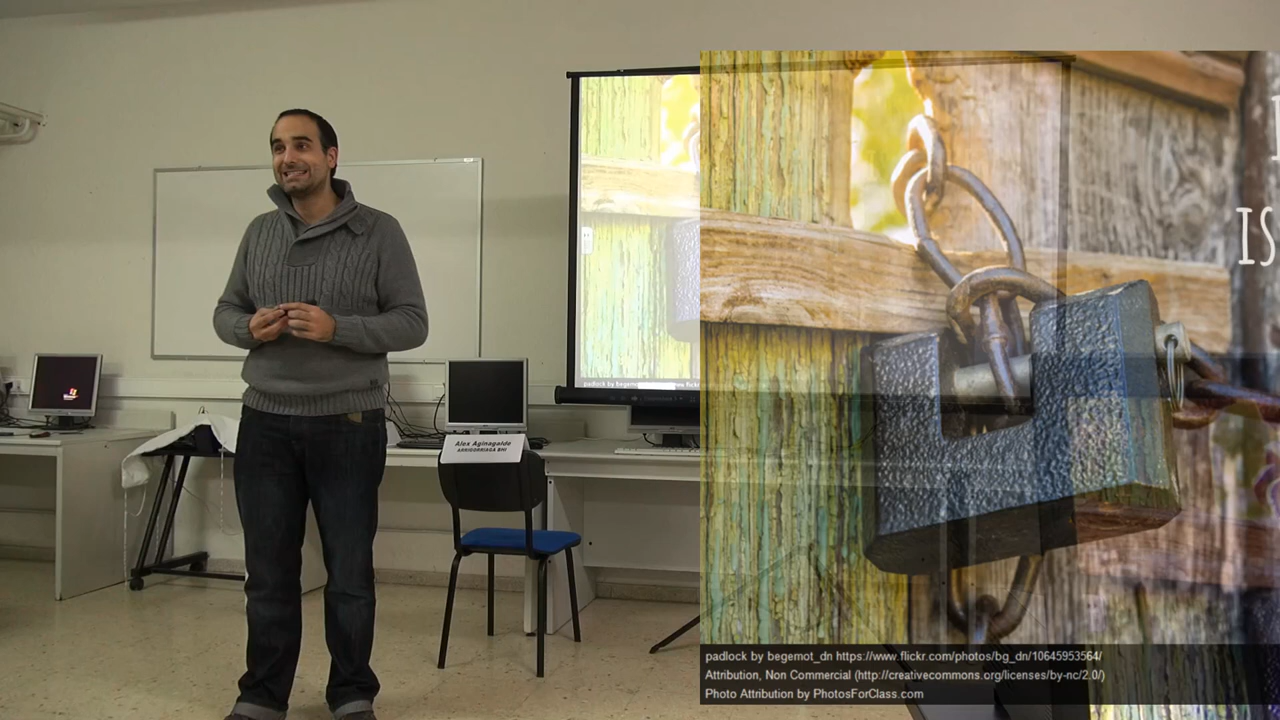 IS
Alex Aginagalde
ARRIGORRIAGA BHI
padlock by begemot_dn https://www.flickr.com/photos/bg_dn/10645953564/
Attribution, Non Commercial (http://creativecommons.org/licenses/by-nc/2.0/)
Photo Attribution by PhotosForClass.com